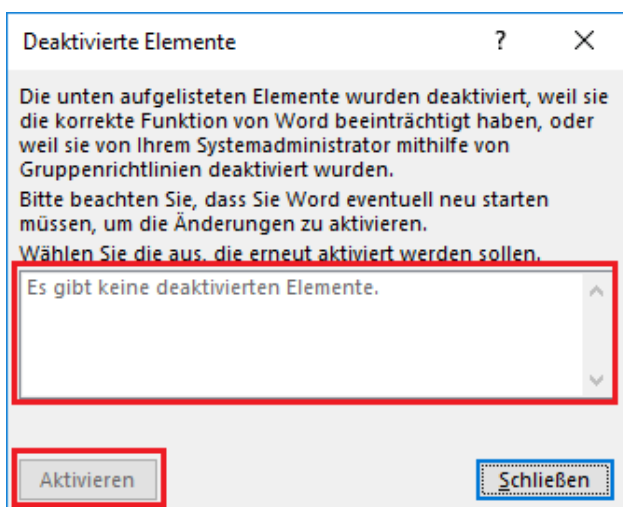 Deaktivierte Elemente ?
Die unten aufgelisteten Elemente wurden deaktiviert, weil sie
die korrekte Funktion von Word beeinträchtigt haben, oder
weil sie von Ihrem Systemadministrator mithilfe von
Gruppenrichtlinien deaktiviert wurden.
Bitte beachten Sie, dass Sie Word eventuell neu starten
müssen, um die Änderungen zu aktivieren.
Wählen Sie die aus, die erneut aktiviert werden sollen.
Es gibt keine deaktivierten Elemente.
Aktivieren
Schließen